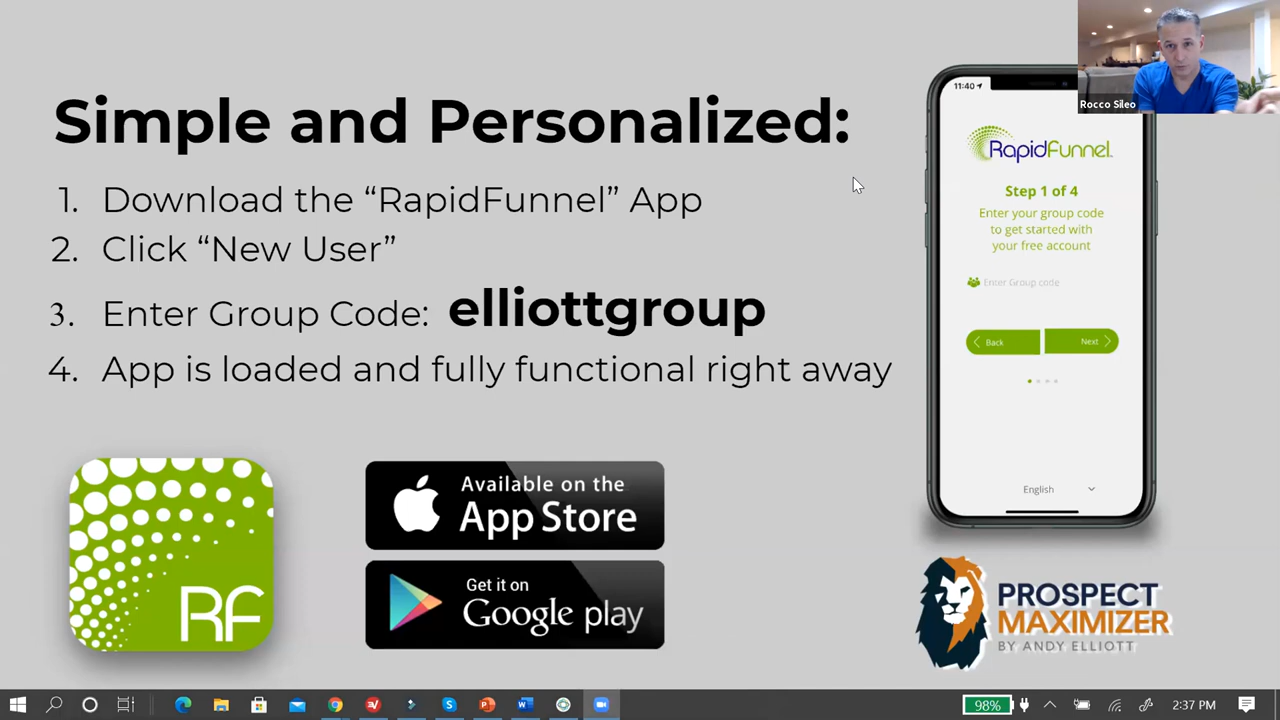 Rocco Sileo
Simple and Personalized:
1. Download the “RapidFunnel” App
2. Click “New User”
3. Enter Group Code: elliottgroup
4. App is loaded and fully functional right away
11:40
RapidFunnel
Step 1 of 4
Enter your group code
to get started with
your free account
Enter Group code
Back
Next
English
RF
Available on the
App Store
Get it on
Google play
PROSPECT
MAXIMIZER
BY ANDY ELLIOTT
98%
2:37 PM